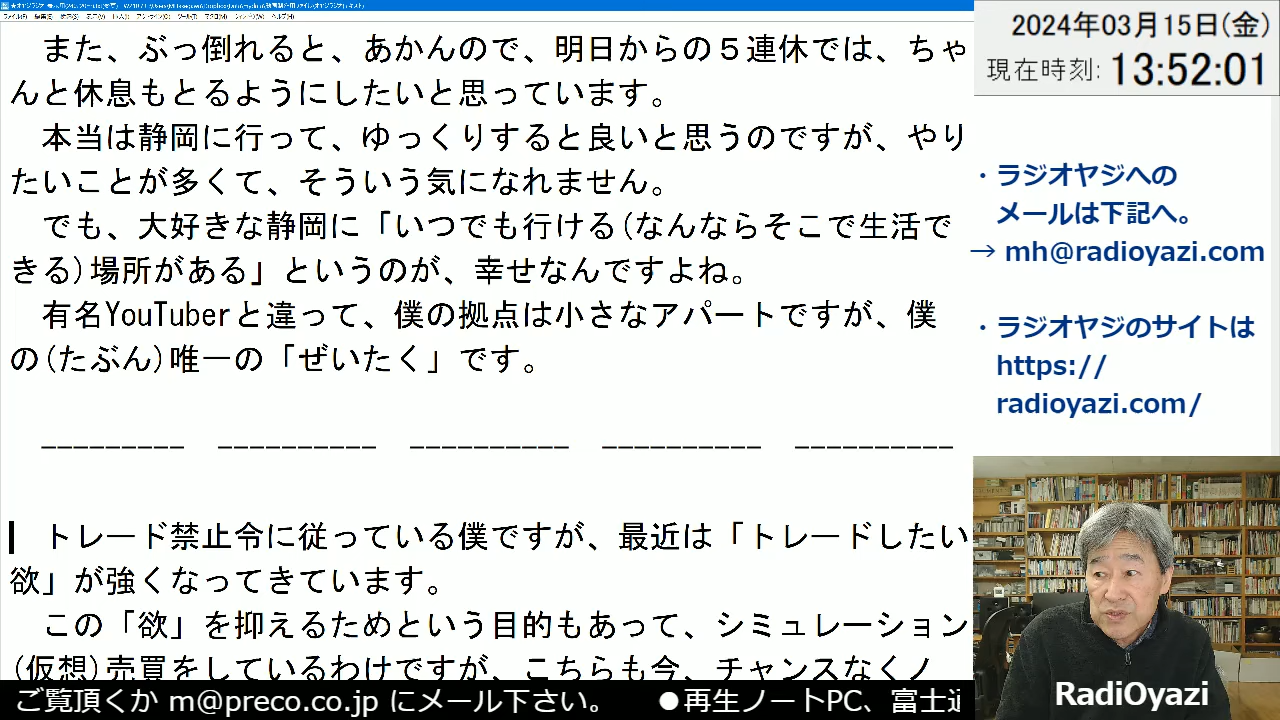 また、ぶっ倒れると、あかんので、明日からの５連休では、ちゃ
んと休息もとるようにしたいと思っています。
本当は静岡に行って、ゆっくりすると良いと思うのですが、やり
たいことが多くて、そういう気になれません。
でも、大好きな静岡に「いつでも行ける(なんならそこで生活で
きる)場所がある」というのが、幸せなんですよね。
有名YouTuberと違って、僕の拠点は小さなアパートですが、僕
の(たぶん)唯一の「ぜいたく」です。
トレード禁止令に従っている僕ですが、最近は「トレードしたい
欲」が強くなってきています。
この「欲」を抑えるためという目的もあって、シミュレーション
(仮想)売買をしているわけですが、こちらも今、チャンスなくノ
2024年03月15日(金)
現在時刻: 13:52:01
・ラジオヤジへの
メールは下記へ。
→ mh@radioyazi.com
・ラジオヤジのサイトは
https://
radioyazi.com/
RadiOyazi
ご覧頂くか m@preco.co.jp にメール下さい。 ●再生ノートPC、富士通